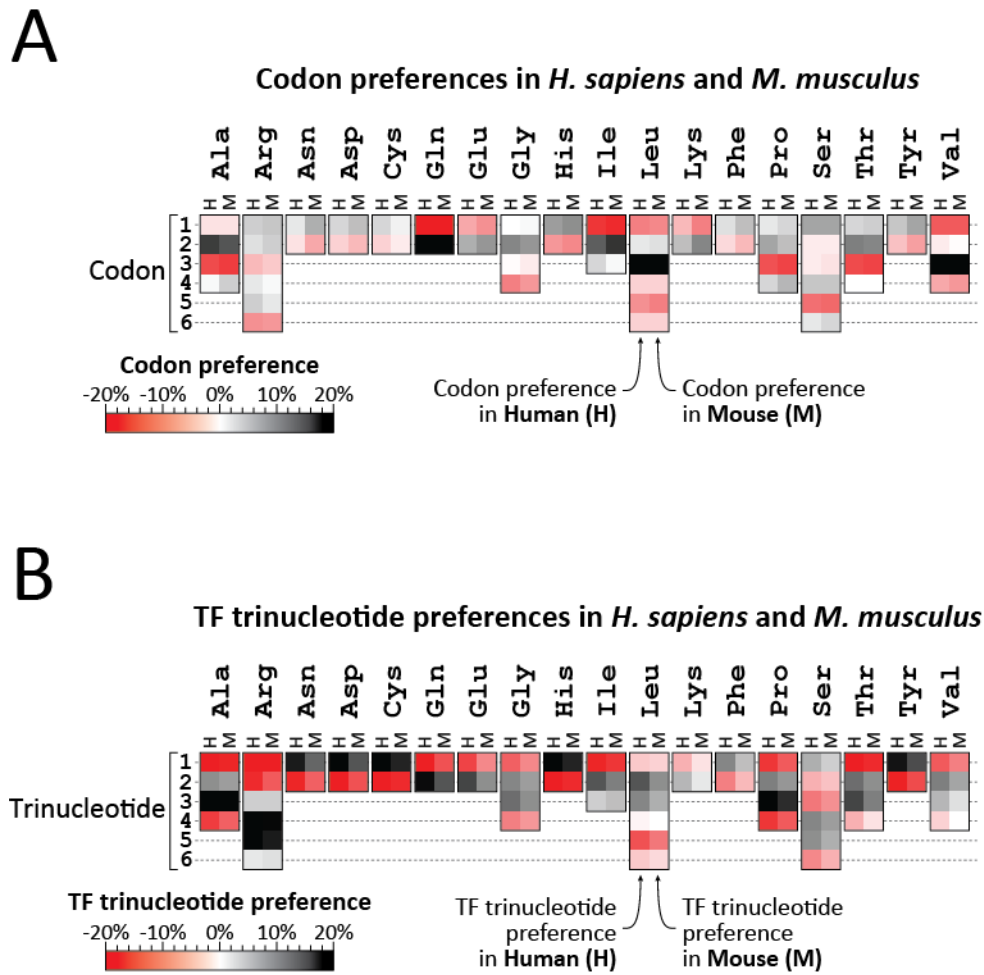 A
Codon preferences in H. sapiens and M. musculus
Ala Arg Asn Asp Cys Gln Glu Gly His Ile Leu Lys Phe Pro Ser Thr Tyr Val
H M H M H M H M H M H M H M H M H M H M H M H M H M H M H M H M H M H M
1
2
3
Codon
4
5
6
Codon preference
-20% -10% 0% 10% 20%
Codon preference
in Human (H)
Codon preference
in Mouse (M)
B
TF trinucleotide preferences in H. sapiens and M. musculus
Ala Arg Asn Asp Cys Gln Glu Gly His Ile Leu Lys Phe Pro Ser Thr Tyr Val
H M H M H M H M H M H M H M H M H M H M H M H M H M H M H M H M H M H M
1
2
3
Trinucleotide
4
5
6
TF trinucleotide preference
-20% -10% 0% 10% 20%
TF trinucleotide
preference
in Human (H)
TF trinucleotide
preference
in Mouse (M)